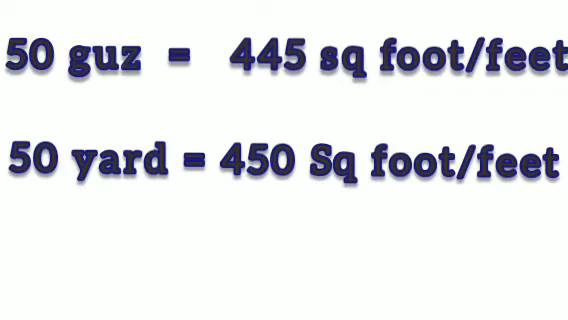 50 guz = 445 sq foot/feet
50 yard = 450 Sq foot/feet